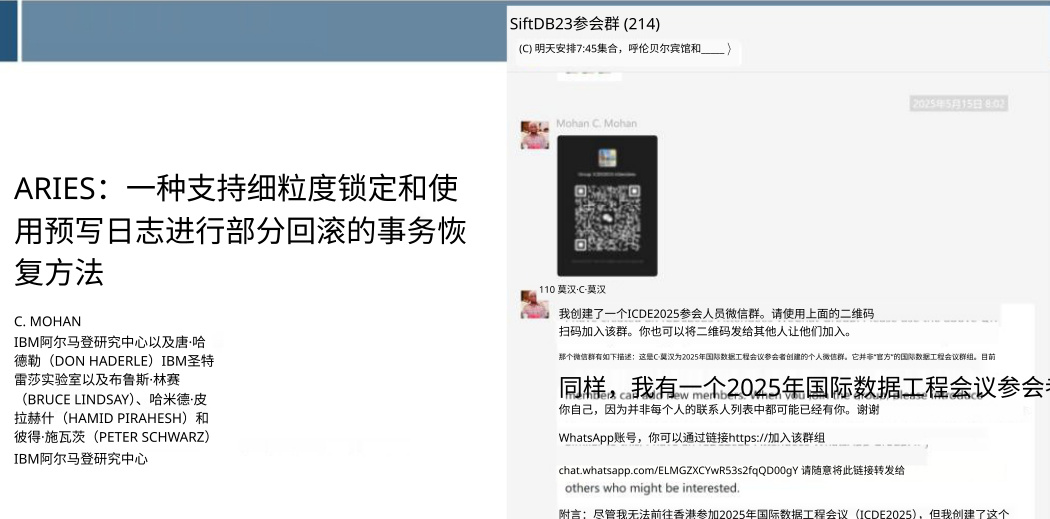 ARIES：一种支持细粒度锁定和使
用预写日志进行部分回滚的事务恢
复方法
C. MOHAN
IBM阿尔马登研究中心以及唐·哈
德勒（DON HADERLE）IBM圣特
雷莎实验室以及布鲁斯·林赛
（BRUCE LINDSAY）、哈米德·皮
拉赫什（HAMID PIRAHESH）和
彼得·施瓦茨（PETER SCHWARZ）
IBM阿尔马登研究中心
SiftDB23参会群 (214)
(C) 明天安排7:45集合，呼伦贝尔宾馆和____ 〉
2025年5月15日 8:02
Mohan C. Mohan
110 莫汉·C·莫汉
我创建了一个ICDE2025参会人员微信群。请使用上面的二维码
扫码加入该群。你也可以将二维码发给其他人让他们加入。
那个微信群有如下描述：这是C·莫汉为2025年国际数据工程会议参会者创建的个人微信群。它并非“官方”的国际数据工程会议群组。目前
同样，我有一个2025年国际数据工程会议参会者
members can add new members. When you join the group, please introduce
你自己，因为并非每个人的联系人列表中都可能已经有你。谢谢
WhatsApp账号，你可以通过链接https://加入该群组
chat.whatsapp.com/ELMGZXCYwR53s2fqQD00gY 请随意将此链接转发给
others who might be interested.
附言：尽管我无法前往香港参加2025年国际数据工程会议（ICDE2025），但我创建了这个